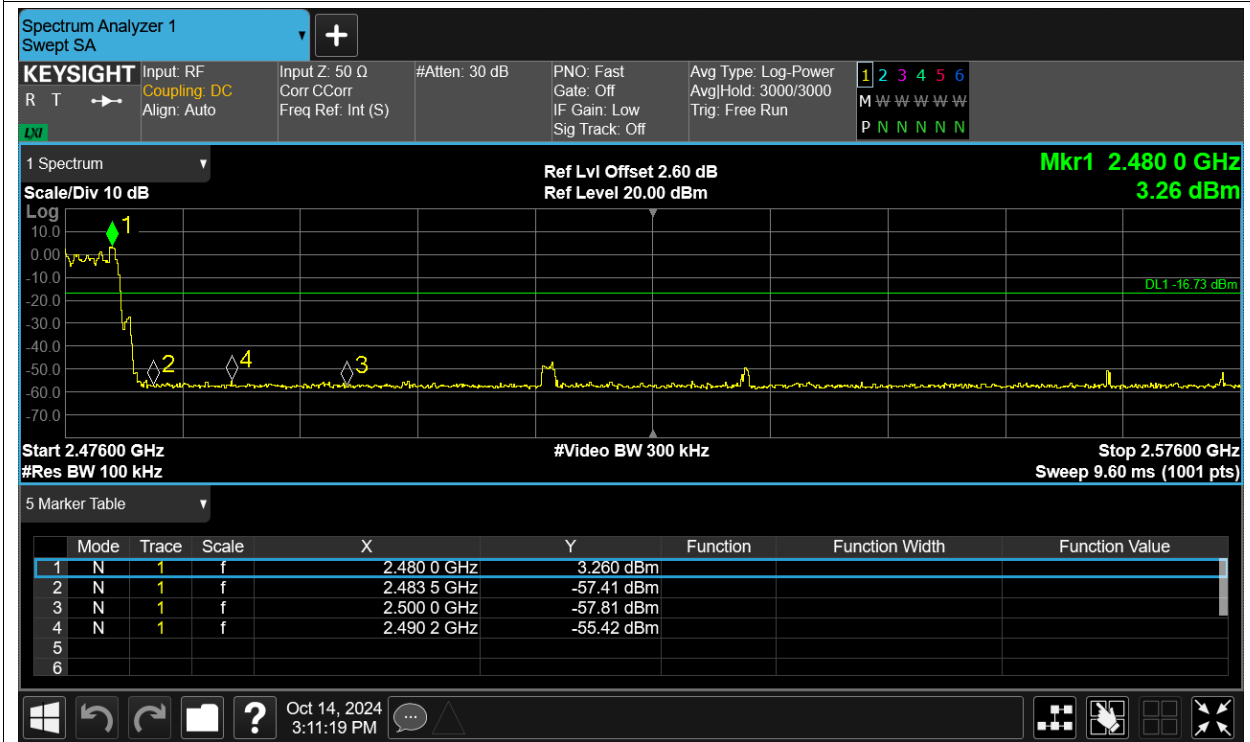 Spectrum Analyzer 1
Swept SA
+
KEYSIGHT Input: RF Input Z: 50 Ω #Atten: 30 dB PNO: Fast Avg Type: Log-Power 1 2 3 4 5 6
R T Coupling: DC Corr CCorr Gate: Off Avg|Hold: 3000/3000 M W W W W W
Align: Auto Freq Ref: Int (S) IF Gain: Low Trig: Free Run
LXI Sig Track: Off P N N N N N
1 Spectrum Ref Lvl Offset 2.60 dB Mkr1 2.480 0 GHz
Scale/Div 10 dB Ref Level 20.00 dBm 3.26 dBm
Log
1
10.0
0.00
-10.0
DL1 -16.73 dBm
-20.0
-30.0
-40.0
2 4 3
-50.0
-60.0
-70.0
Start 2.47600 GHz #Video BW 300 kHz Stop 2.57600 GHz
#Res BW 100 kHz Sweep 9.60 ms (1001 pts)
5 Marker Table
Mode Trace Scale X Y Function Function Width Function Value
1 N 1 f 2.480 0 GHz 3.260 dBm
2 N 1 f 2.483 5 GHz -57.41 dBm
3 N 1 f 2.500 0 GHz -57.81 dBm
4 N 1 f 2.490 2 GHz -55.42 dBm
5
6
? Oct 14, 2024
3:11:19 PM